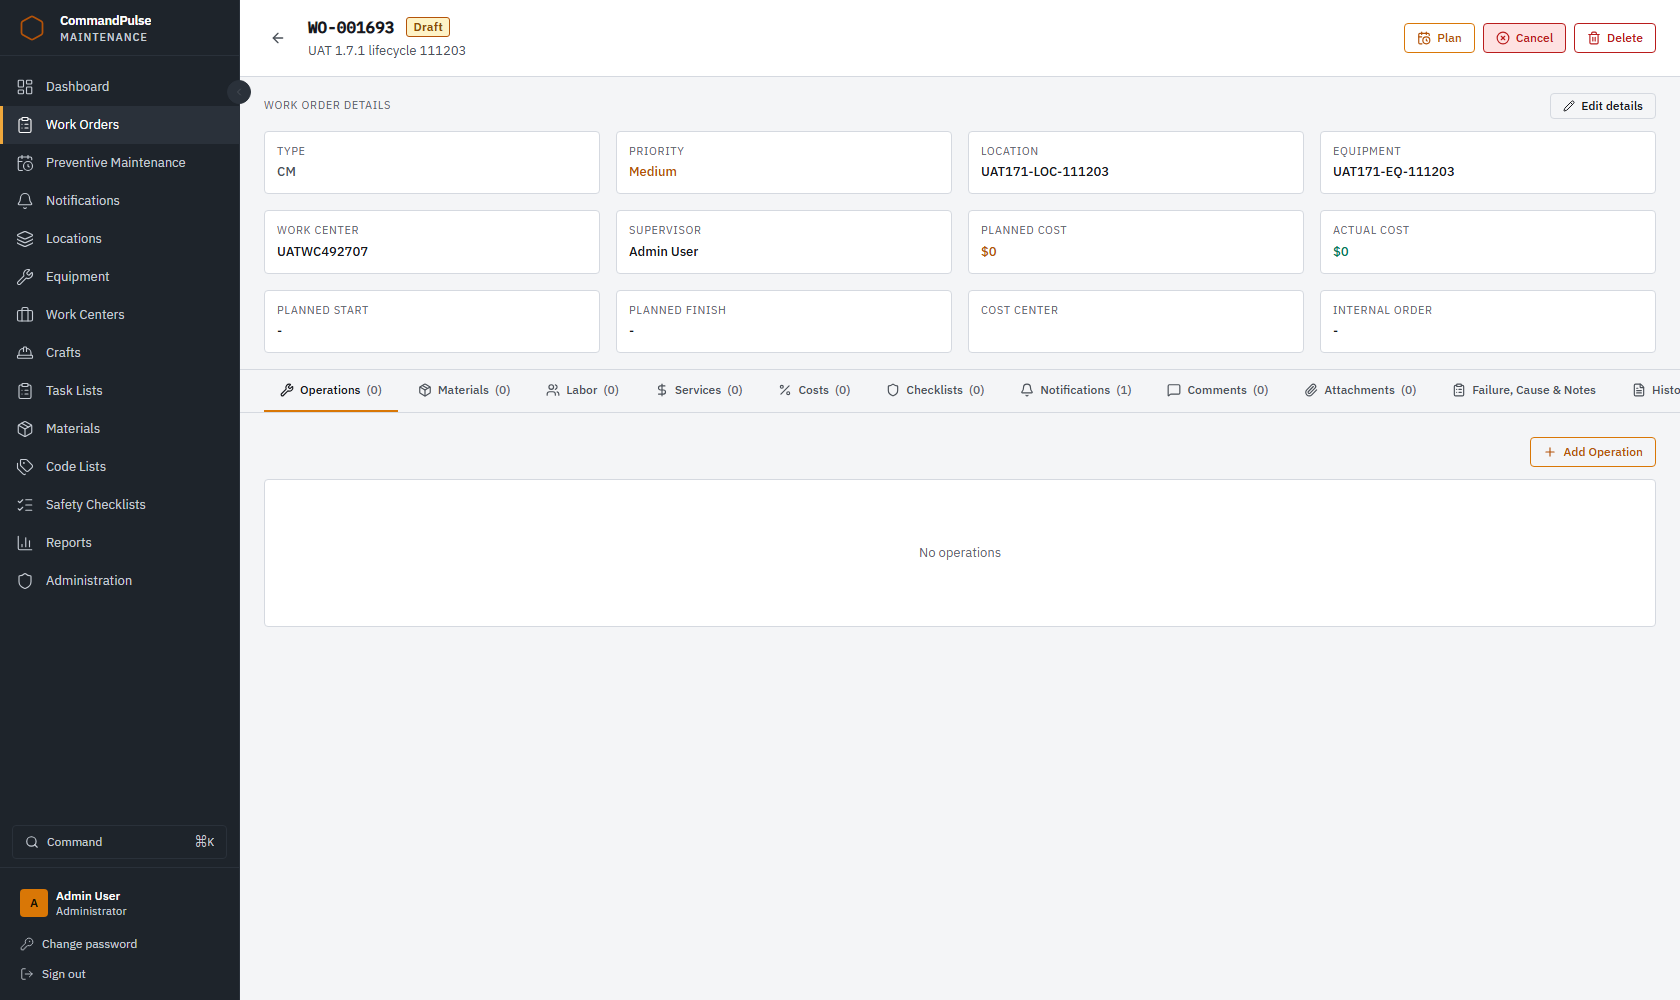 CommandPulse
MAINTENANCE
Dashboard
Work Orders
Preventive Maintenance
Notifications
Locations
Equipment
Work Centers
Crafts
Task Lists
Materials
Code Lists
Safety Checklists
Reports
Administration
Command ⌘K
A
Admin User
Administrator
Change password
Sign out
WO-001693 Draft
UAT 1.7.1 lifecycle 111203
Plan Cancel Delete
WORK ORDER DETAILS
Edit details
TYPE
CM
PRIORITY
Medium
LOCATION
UAT171-LOC-111203
EQUIPMENT
UAT171-EQ-111203
WORK CENTER
UATWC492707
SUPERVISOR
Admin User
PLANNED COST
$0
ACTUAL COST
$0
PLANNED START
-
PLANNED FINISH
-
COST CENTER
INTERNAL ORDER
-
Operations (0) Materials (0) Labor (0) Services (0) Costs (0) Checklists (0) Notifications (1) Comments (0) Attachments (0) Failure, Cause & Notes Histo
Add Operation
No operations